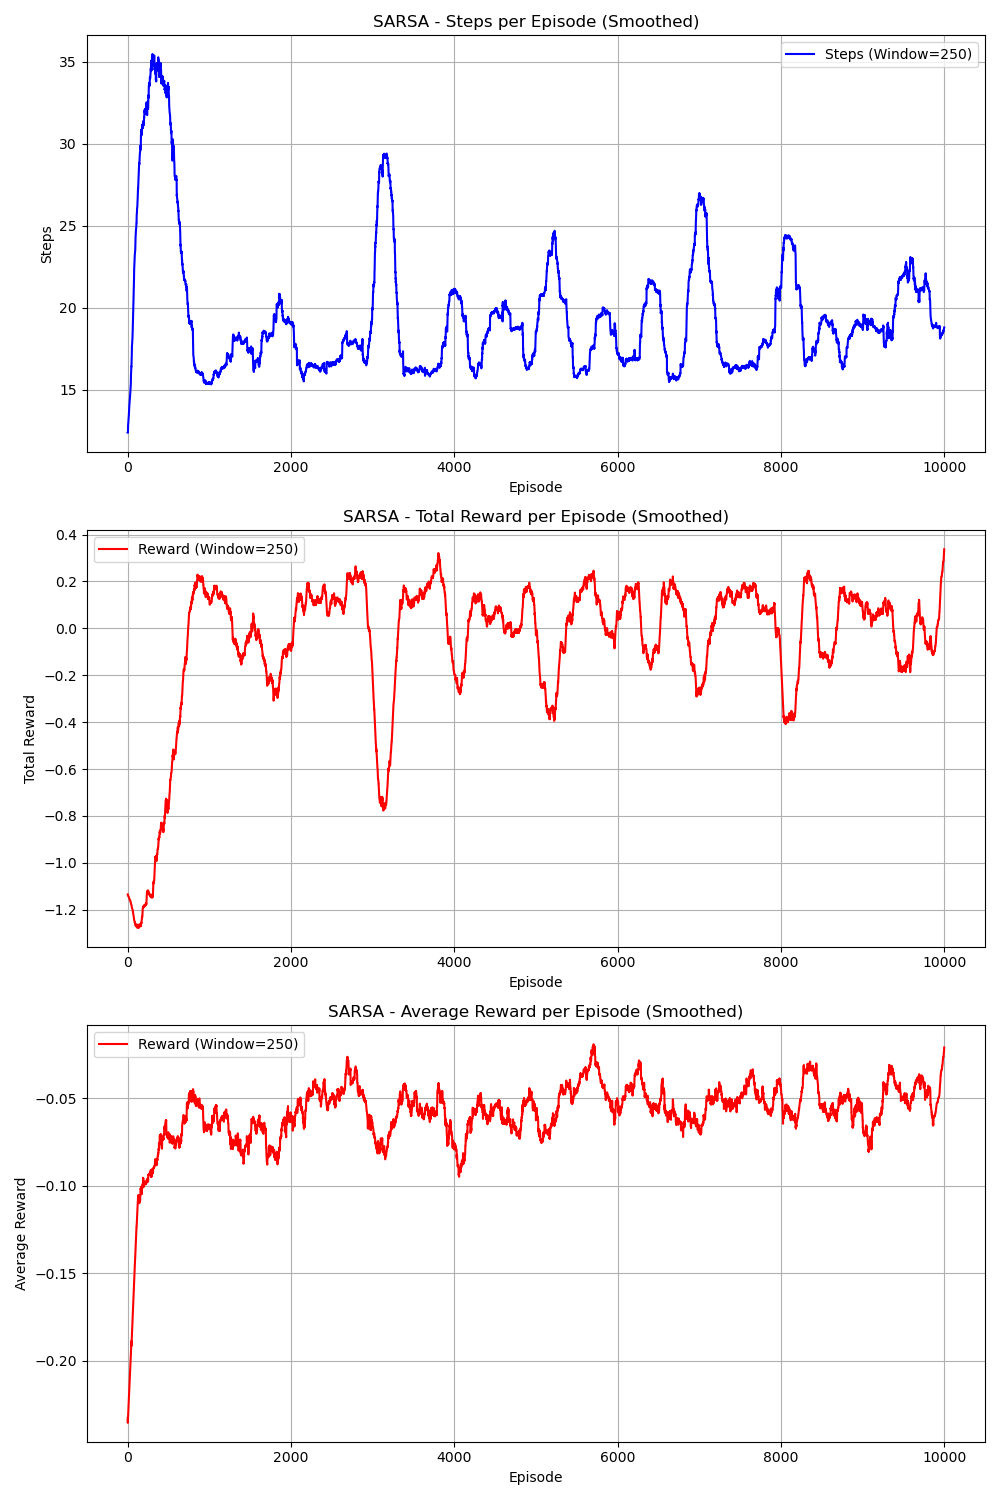 SARSA - Steps per Episode (Smoothed)
Steps (Window=250)
35
30
25
20
15
Steps
0 2000 4000 6000 8000 10000
Episode
SARSA - Total Reward per Episode (Smoothed)
Reward (Window=250)
0.4
0.2
0.0
−0.2
−0.4
−0.6
−0.8
−1.0
−1.2
Total Reward
0 2000 4000 6000 8000 10000
Episode
SARSA - Average Reward per Episode (Smoothed)
Reward (Window=250)
−0.05
−0.10
−0.15
−0.20
Average Reward
0 2000 4000 6000 8000 10000
Episode